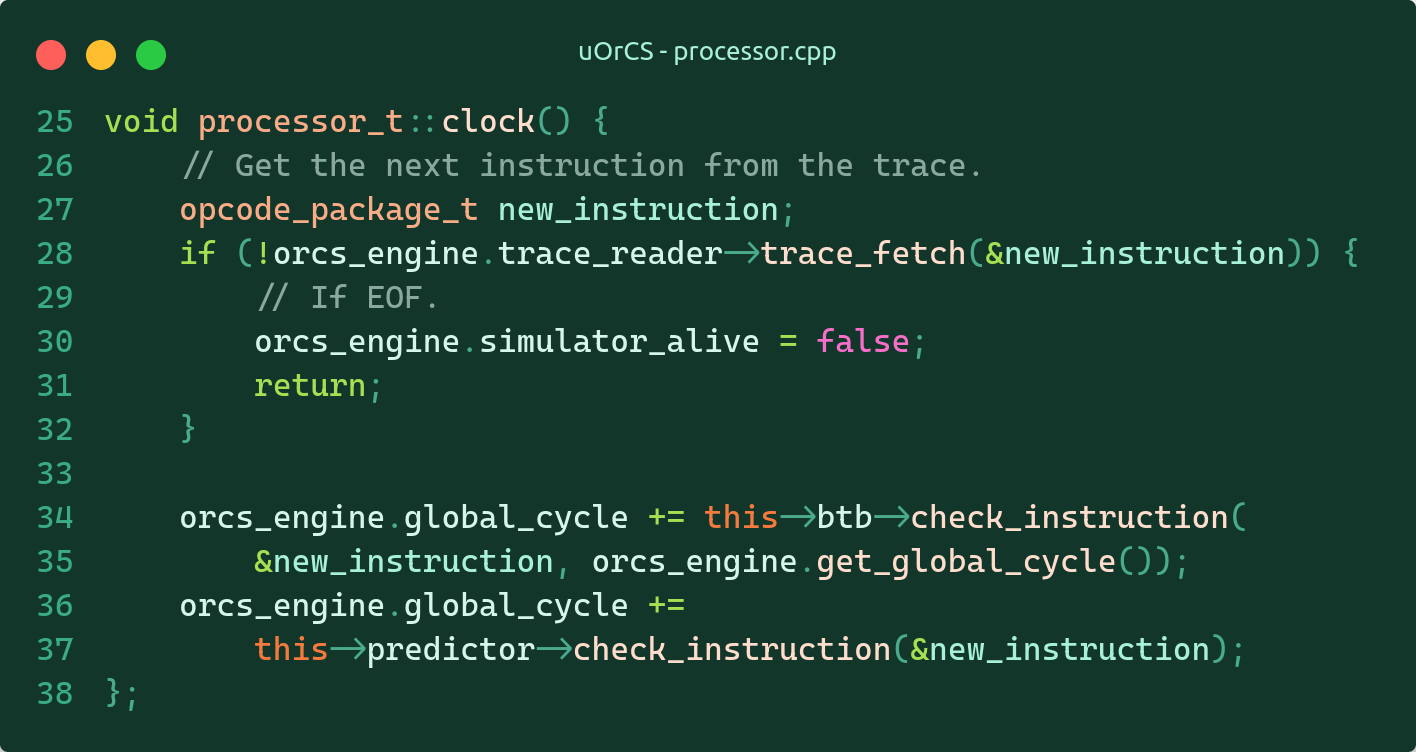 uOrCS - processor.cpp
25 void processor_t::clock() {
26     // Get the next instruction from the trace.
27     opcode_package_t new_instruction;
28     if (!orcs_engine.trace_reader->trace_fetch(&new_instruction)) {
29         // If EOF.
30         orcs_engine.simulator_alive = false;
31         return;
32     }
33
34     orcs_engine.global_cycle += this->btb->check_instruction(
35         &new_instruction, orcs_engine.get_global_cycle());
36     orcs_engine.global_cycle +=
37         this->predictor->check_instruction(&new_instruction);
38 };